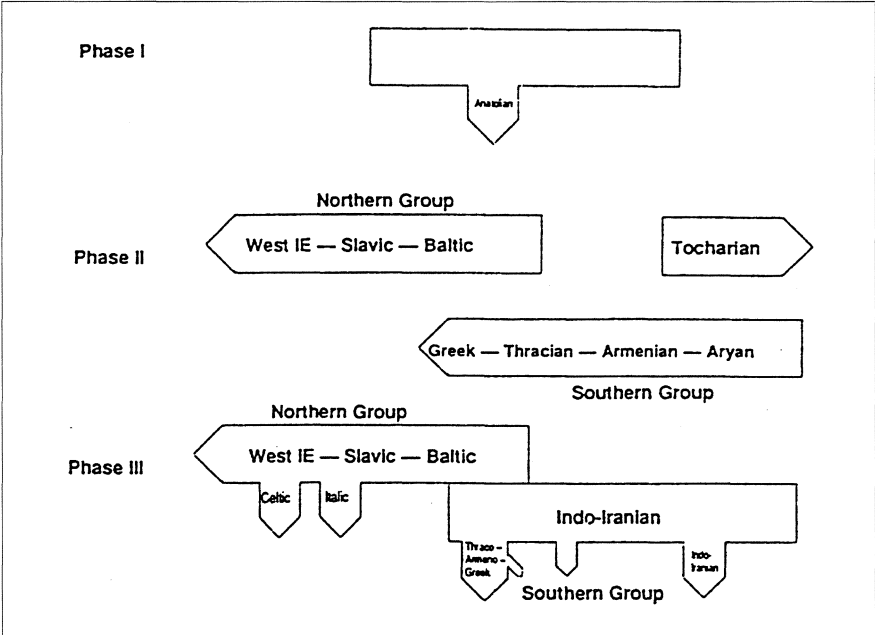 Phase I
Anatolian
Northern Group
West IE — Slavic — Baltic
Tocharian
Phase II
Greek — Thracian — Armenian — Aryan
Southern Group
Northern Group
West IE — Slavic — Baltic
Phase III
Celtic
Italic
Indo-Iranian
Thraco –
Armeno –
Greek
Indo-
Iranian
Southern Group